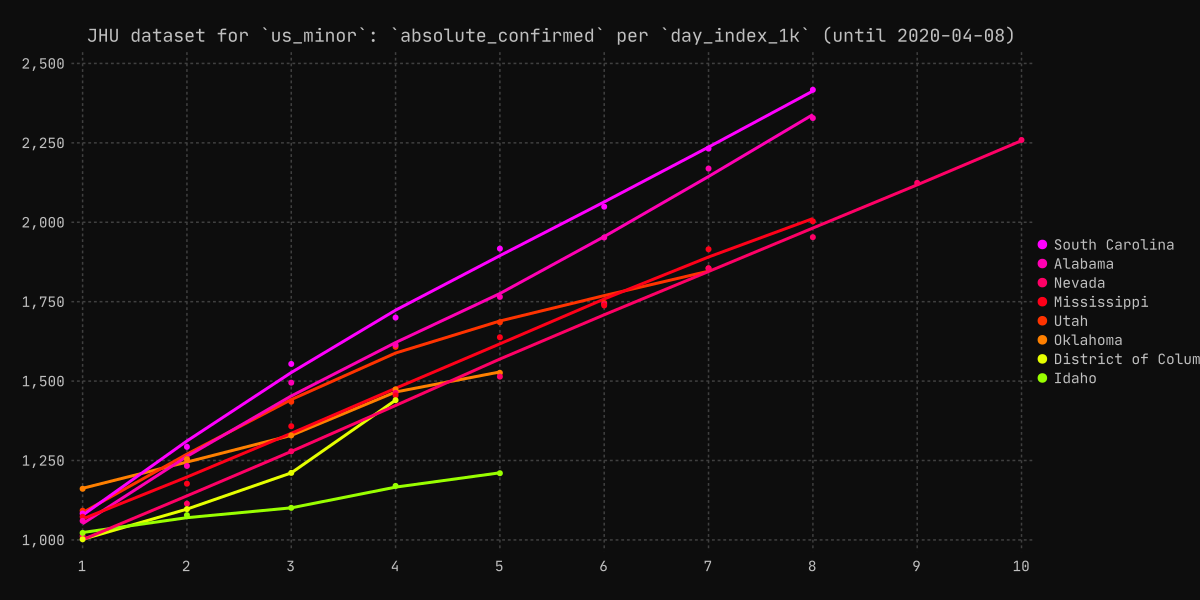 JHU dataset for `us_minor`: `absolute_confirmed` per `day_index_1k` (until 2020-04-08)
2,500
2,250
2,000
1,750
1,500
1,250
1,000
1 2 3 4 5 6 7 8 9 10
South Carolina
Alabama
Nevada
Mississippi
Utah
Oklahoma
District of Colum
Idaho